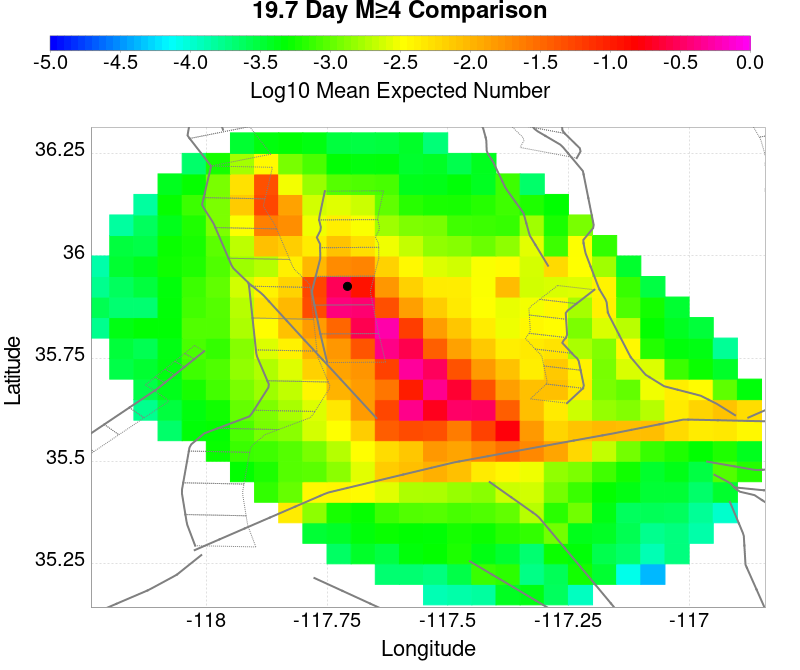 19.7 Day M≥4 Comparison
-5.0 -4.5 -4.0 -3.5 -3.0 -2.5 -2.0 -1.5 -1.0 -0.5 0.0
Log10 Mean Expected Number
36.25
36
35.75
35.5
35.25
Latitude
-118 -117.75 -117.5 -117.25 -117
Longitude